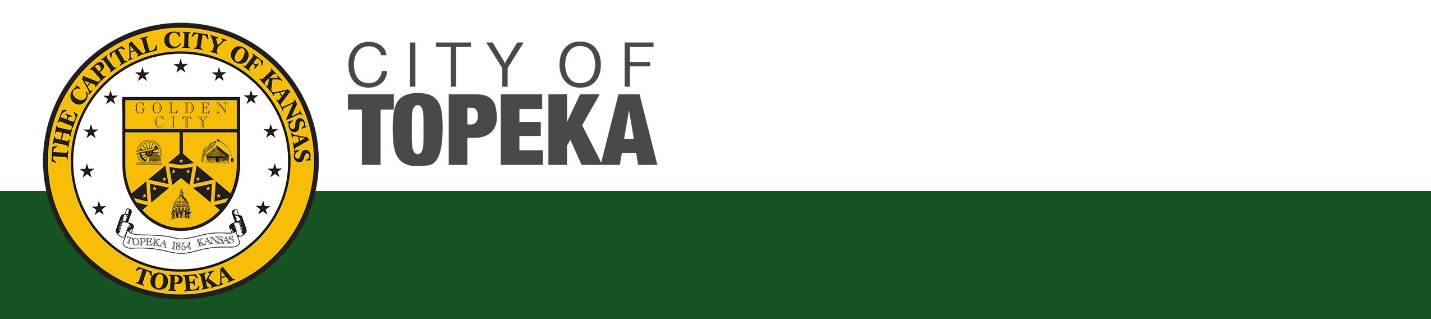 THE CAPITAL CITY OF KANSAS
GOLDEN
CITY
TOPEKA 1854 KANSAS
TOPEKA
CITY OF
TOPEKA